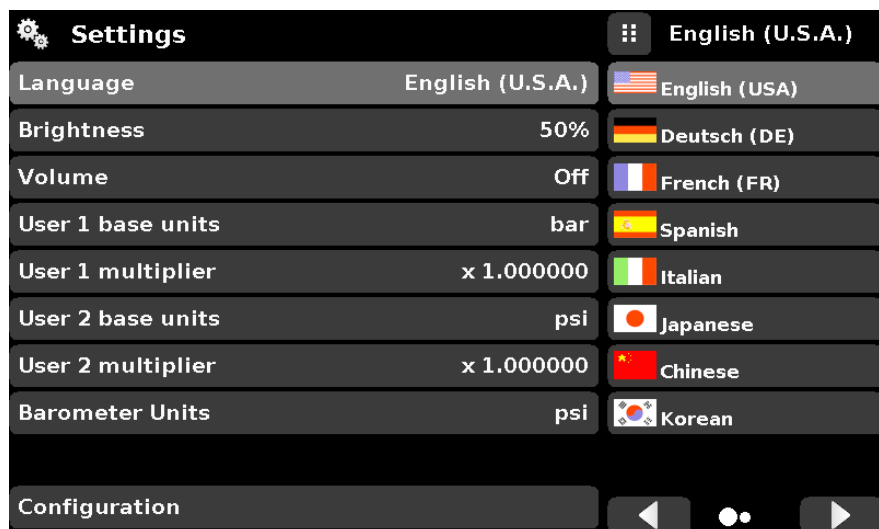 Settings
English (U.S.A.)
Language English (U.S.A.)
English (USA)
Brightness 50%
Deutsch (DE)
Volume Off
French (FR)
User 1 base units bar
Spanish
User 1 multiplier x 1.000000
Italian
User 2 base units psi
Japanese
User 2 multiplier x 1.000000
Chinese
Barometer Units psi
Korean
Configuration